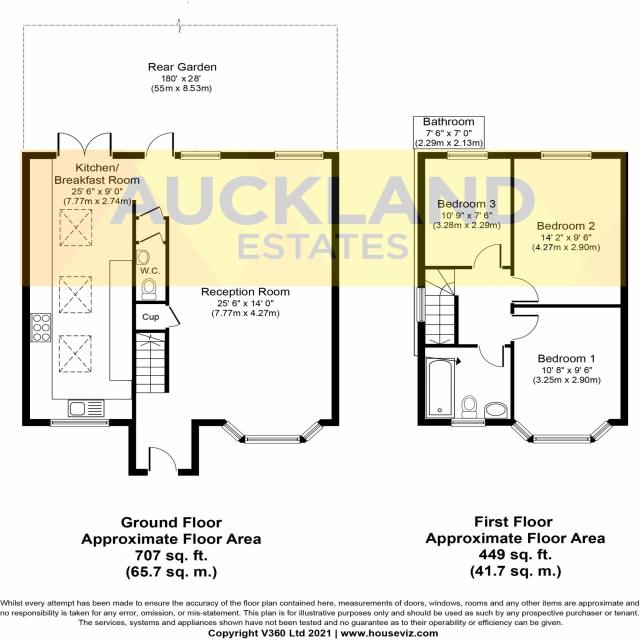 Rear Garden
180' x 28'
(55m x 8.53m)
Kitchen/
Breakfast Room
25' 6" x 9' 0"
(7.77m x 2.74m)
W.C.
Cup
Reception Room
25' 6" x 14' 0"
(7.77m x 4.27m)
AUCKLAND
ESTATES
Bathroom
7' 6" x 7' 0"
(2.29m x 2.13m)
Bedroom 3
10' 9" x 7' 6"
(3.28m x 2.29m)
Bedroom 2
14' 2" x 9' 6"
(4.27m x 2.90m)
Bedroom 1
10' 8" x 9' 6"
(3.25m x 2.90m)
Ground Floor
Approximate Floor Area
707 sq. ft.
(65.7 sq. m.)
First Floor
Approximate Floor Area
449 sq. ft.
(41.7 sq. m.)
Whilst every attempt has been made to ensure the accuracy of the floor plan contained here, measurements of doors, windows, rooms and any other items are approximate and
no responsibility is taken for any error, omission, or mis-statement. This plan is for illustrative purposes only and should be used as such by any prospective purchaser or tenant.
The services, systems and appliances shown have not been tested and no guarantee as to their operability or efficiency can be given.
Copyright V360 Ltd 2021 | www.houseviz.com